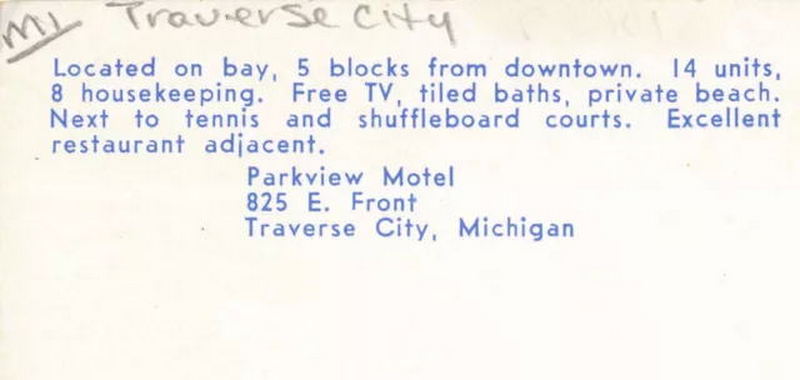 MI Traverse City
Located on bay, 5 blocks from downtown. 14 units,
8 housekeeping. Free TV, tiled baths, private beach.
Next to tennis and shuffleboard courts. Excellent
restaurant adjacent.
Parkview Motel
825 E. Front
Traverse City, Michigan